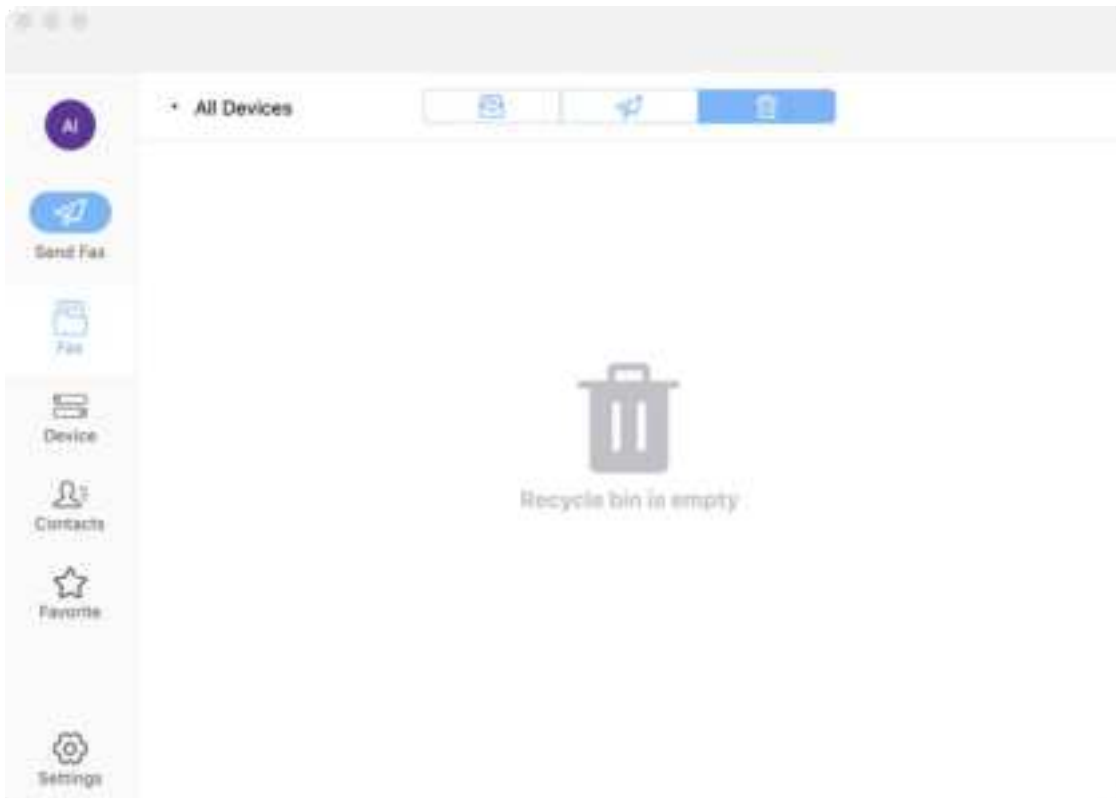 All Devices
AI
Send Fax
Fax
Device
Recycle bin is empty
Contacts
Favorite
Settings